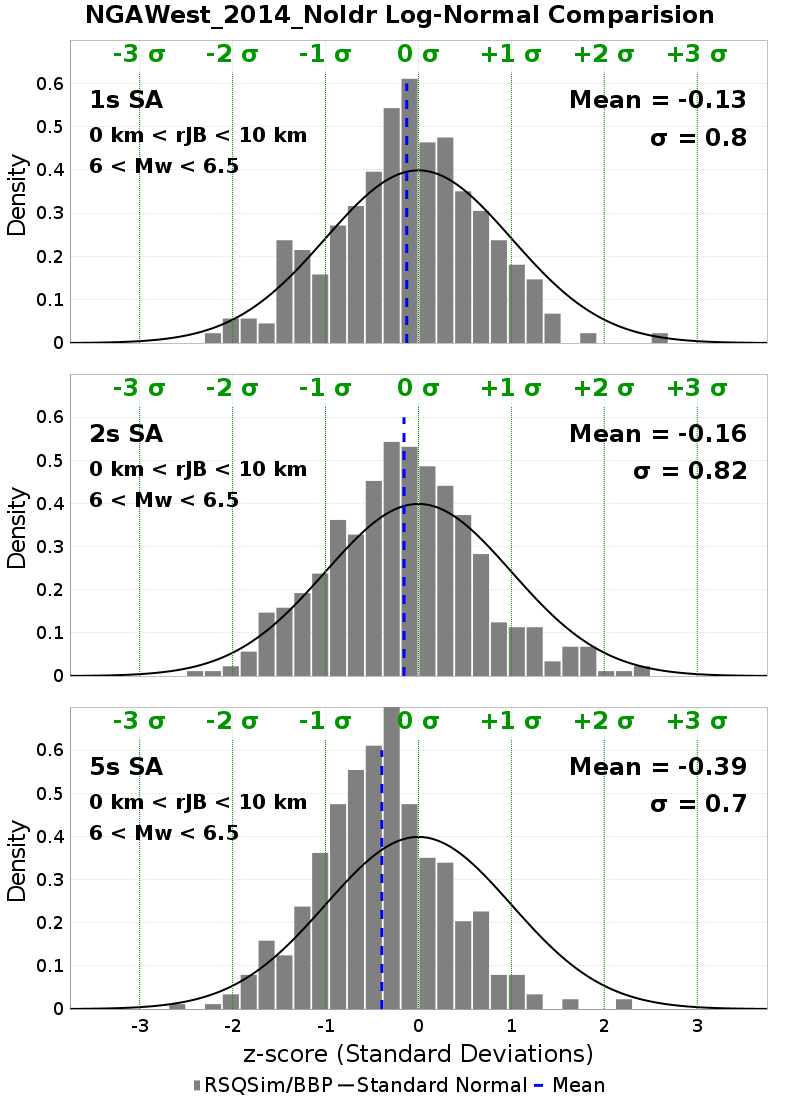 NGAWest_2014_NoIdr Log-Normal Comparision
-3 σ -2 σ -1 σ 0 σ +1 σ +2 σ +3 σ
0.6
1s SA Mean = -0.13
0.5
0 km < rJB < 10 km σ = 0.8
6 < Mw < 6.5
0.4
Density
0.3
0.2
0.1
0
-3 σ -2 σ -1 σ 0 σ +1 σ +2 σ +3 σ
0.6
2s SA Mean = -0.16
0.5
0 km < rJB < 10 km σ = 0.82
6 < Mw < 6.5
0.4
Density
0.3
0.2
0.1
0
-3 σ -2 σ -1 σ 0 σ +1 σ +2 σ +3 σ
0.6
5s SA Mean = -0.39
0.5
0 km < rJB < 10 km σ = 0.7
6 < Mw < 6.5
0.4
Density
0.3
0.2
0.1
0
-3 -2 -1 0 1 2 3
z-score (Standard Deviations)
RSQSim/BBP Standard Normal Mean